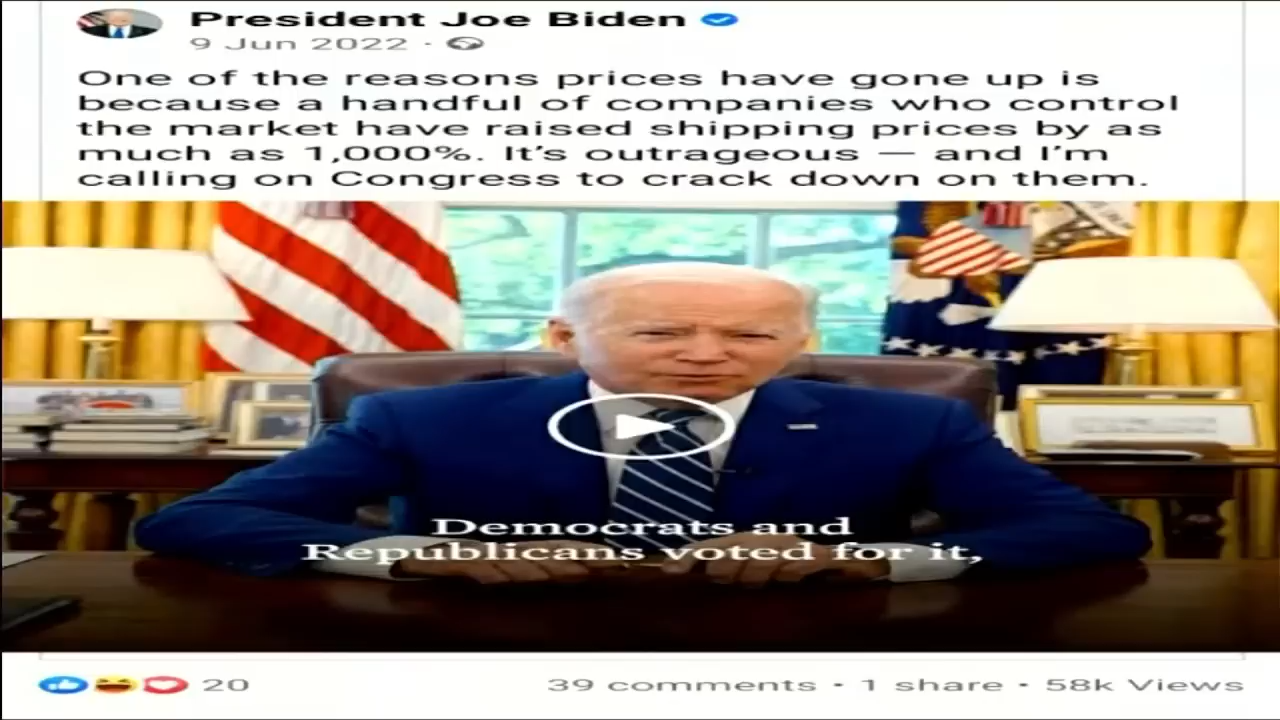 President Joe Biden
9 Jun 2022 ·
One of the reasons prices have gone up is
because a handful of companies who control
the market have raised shipping prices by as
much as 1,000%. It's outrageous — and I'm
calling on Congress to crack down on them.
Democrats and
Republicans voted for it,
20
39 comments • 1 share • 58k Views